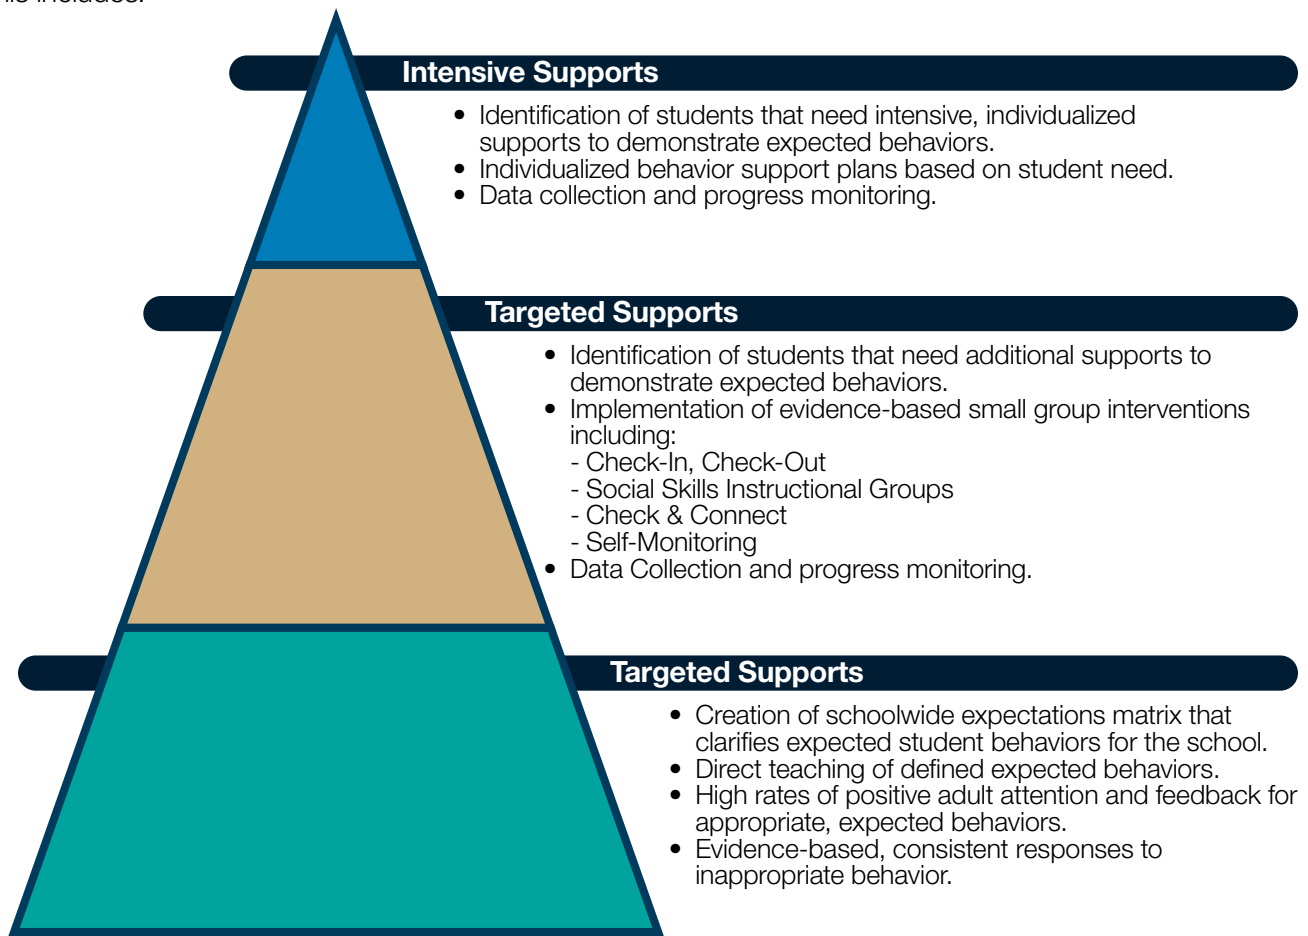 Intensive Supports
• Identification of students that need intensive, individualized
supports to demonstrate expected behaviors.
• Individualized behavior support plans based on student need.
• Data collection and progress monitoring.
Targeted Supports
• Identification of students that need additional supports to
demonstrate expected behaviors.
• Implementation of evidence-based small group interventions
including:
- Check-In, Check-Out
- Social Skills Instructional Groups
- Check & Connect
- Self-Monitoring
• Data Collection and progress monitoring.
Targeted Supports
• Creation of schoolwide expectations matrix that
clarifies expected student behaviors for the school.
• Direct teaching of defined expected behaviors.
• High rates of positive adult attention and feedback for
appropriate, expected behaviors.
• Evidence-based, consistent responses to
inappropriate behavior.